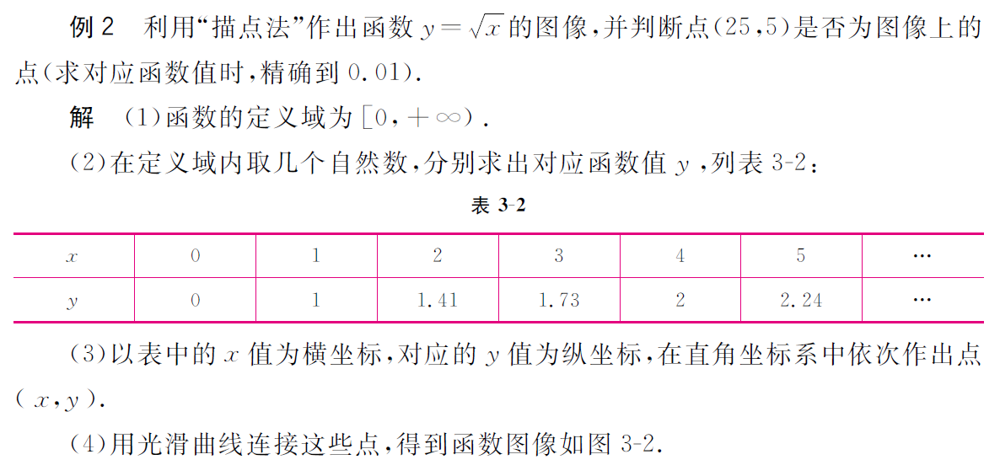 例 2　利用“描点法”作出函数 y=√x 的图像,并判断点(25,5)是否为图像上的
点(求对应函数值时,精确到 0.01).
解　(1)函数的定义域为[0,+∞).
(2)在定义域内取几个自然数,分别求出对应函数值 y ,列表 3-2:
表 3-2
x 0 1 2 3 4 5 …
y 0 1 1.41 1.73 2 2.24 …
(3)以表中的 x 值为横坐标,对应的 y 值为纵坐标,在直角坐标系中依次作出点
( x,y ).
(4)用光滑曲线连接这些点,得到函数图像如图 3-2.